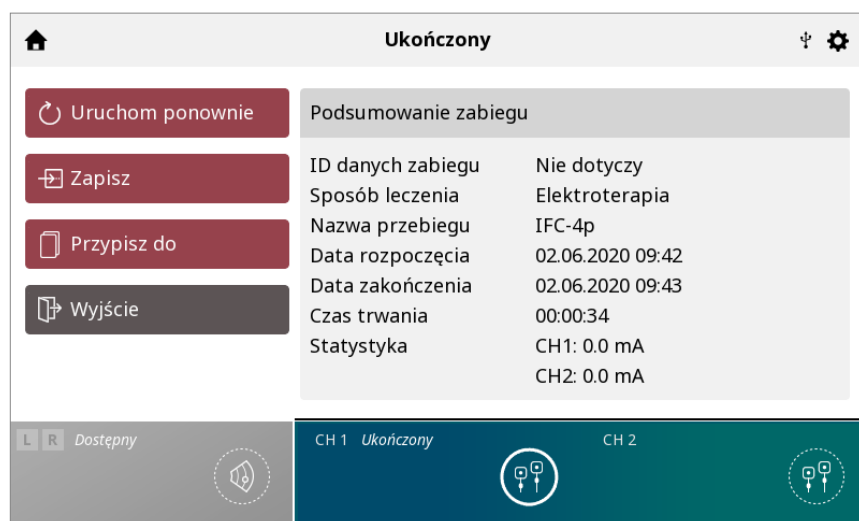 Ukończony
Uruchom ponownie
Zapisz
Przypisz do
Wyjście
Podsumowanie zabiegu
ID danych zabiegu Nie dotyczy
Sposób leczenia Elektroterapia
Nazwa przebiegu IFC-4p
Data rozpoczęcia 02.06.2020 09:42
Data zakończenia 02.06.2020 09:43
Czas trwania 00:00:34
Statystyka CH1: 0.0 mA
CH2: 0.0 mA
L R Dostępny
CH 1 Ukończony
CH 2